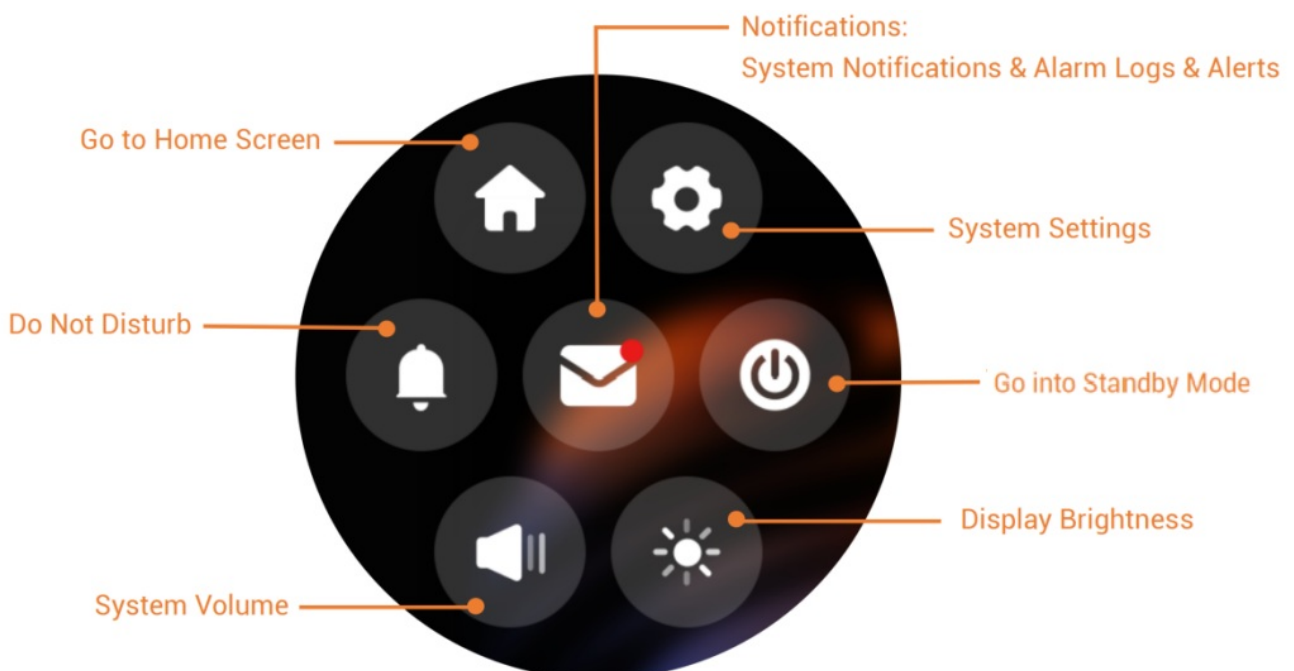 Notifications:
System Notifications & Alarm Logs & Alerts
Go to Home Screen
System Settings
Do Not Disturb
Go into Standby Mode
Display Brightness
System Volume